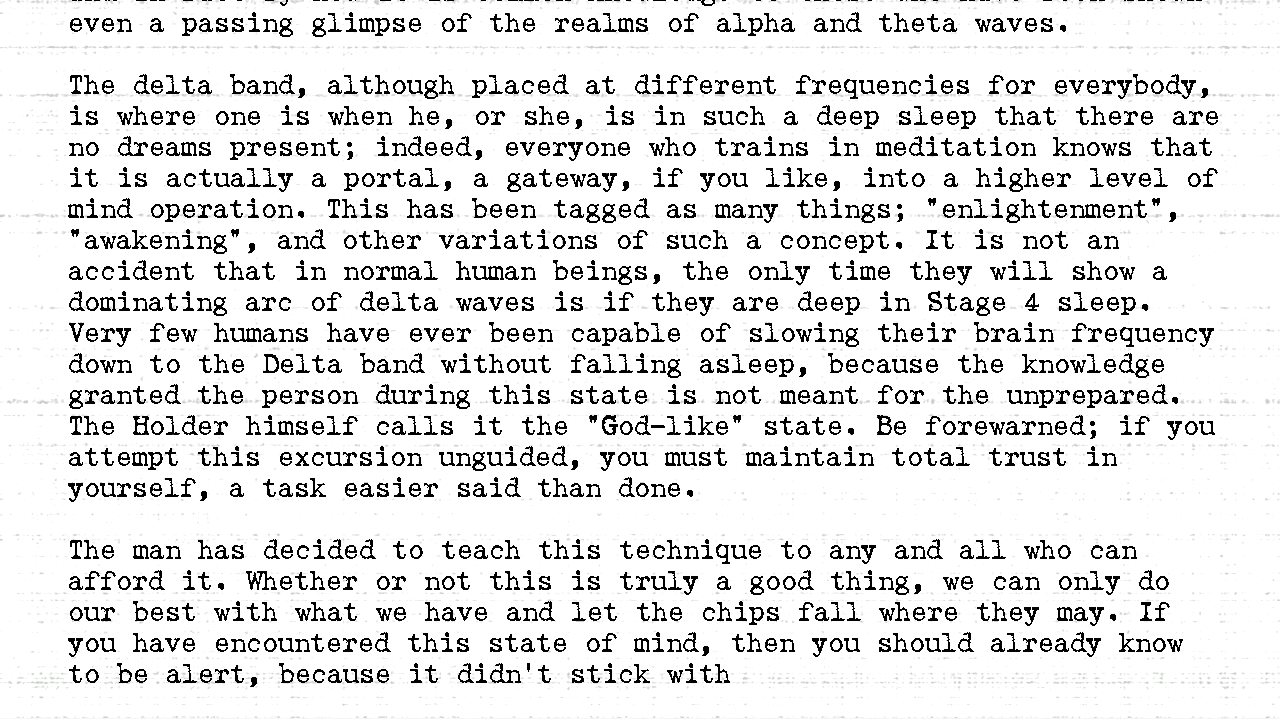 even a passing glimpse of the realms of alpha and theta waves.
The delta band, although placed at different frequencies for everybody,
is where one is when he, or she, is in such a deep sleep that there are
no dreams present; indeed, everyone who trains in meditation knows that
it is actually a portal, a gateway, if you like, into a higher level of
mind operation. This has been tagged as many things; "enlightenment",
"awakening", and other variations of such a concept. It is not an
accident that in normal human beings, the only time they will show a
dominating arc of delta waves is if they are deep in Stage 4 sleep.
Very few humans have ever been capable of slowing their brain frequency
down to the Delta band without falling asleep, because the knowledge
granted the person during this state is not meant for the unprepared.
The Holder himself calls it the "God-like" state. Be forewarned; if you
attempt this excursion unguided, you must maintain total trust in
yourself, a task easier said than done.
The man has decided to teach this technique to any and all who can
afford it. Whether or not this is truly a good thing, we can only do
our best with what we have and let the chips fall where they may. If
you have encountered this state of mind, then you should already know
to be alert, because it didn't stick with